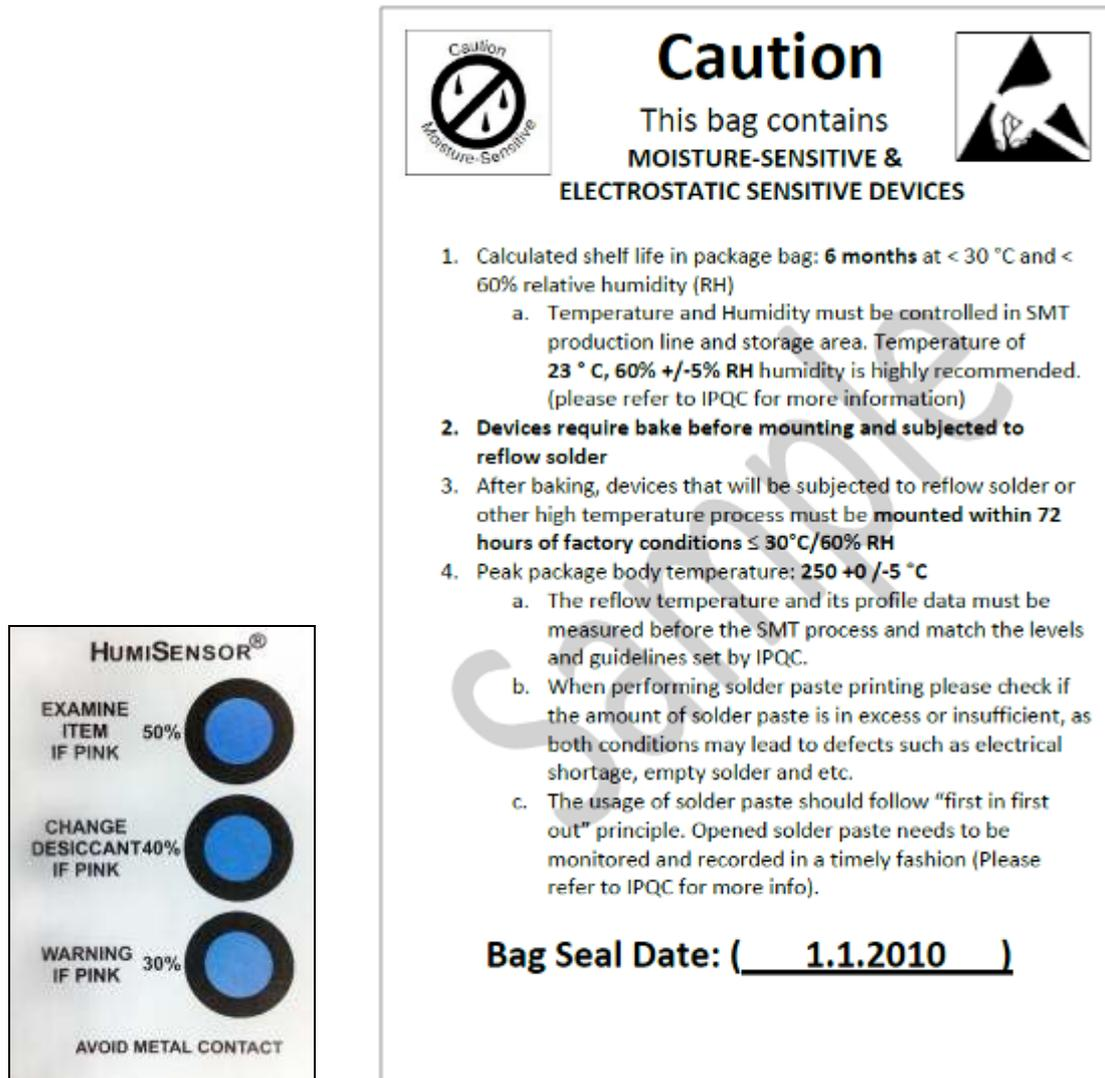 Caution
Moisture-Sensitive
Caution
This bag contains
MOISTURE-SENSITIVE &
ELECTROSTATIC SENSITIVE DEVICES
1. Calculated shelf life in package bag: 6 months at < 30 °C and <
60% relative humidity (RH)
a. Temperature and Humidity must be controlled in SMT
production line and storage area. Temperature of
23 ° C, 60% +/-5% RH humidity is highly recommended.
(please refer to IPQC for more information)
2. Devices require bake before mounting and subjected to
reflow solder
3. After baking, devices that will be subjected to reflow solder or
other high temperature process must be mounted within 72
hours of factory conditions ≤ 30°C/60% RH
4. Peak package body temperature: 250 +0 /-5 °C
a. The reflow temperature and its profile data must be
measured before the SMT process and match the levels
and guidelines set by IPQC.
b. When performing solder paste printing please check if
the amount of solder paste is in excess or insufficient, as
both conditions may lead to defects such as electrical
shortage, empty solder and etc.
c. The usage of solder paste should follow “first in first
out” principle. Opened solder paste needs to be
monitored and recorded in a timely fashion (Please
refer to IPQC for more info).
Bag Seal Date: ( 1.1.2010 )
Sample
HUMISENSOR®
EXAMINE
ITEM 50%
IF PINK
CHANGE
DESICCANT 40%
IF PINK
WARNING 30%
IF PINK
AVOID METAL CONTACT